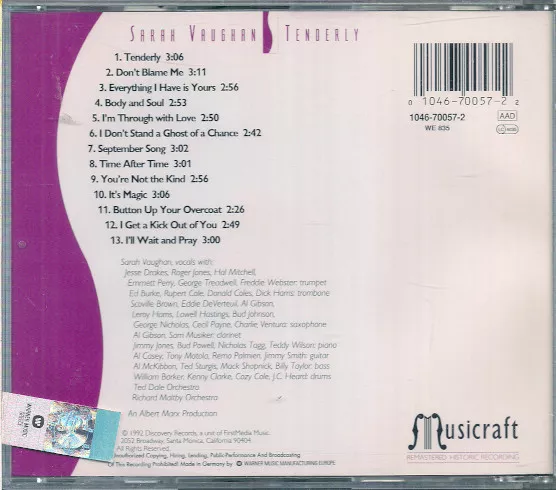 SARAH VAUGHAN TENDERLY
1. Tenderly 3:06
2. Don't Blame Me 3:11
3. Everything I Have is Yours 2:56
4. Body and Soul 2:53
5. I'm Through with Love 2:50
6. I Don't Stand a Ghost of a Chance 2:42
7. September Song 3:02
8. Time After Time 3:01
9. You're Not the Kind 2:56
10. It's Magic 3:06
11. Button Up Your Overcoat 2:26
12. I Get a Kick Out of You 2:49
13. I'll Wait and Pray 3:00
0 1046-70057-2 2
1046-70057-2
AAD
WE 835
LC
Sarah Vaughan, vocals with:
Jesse Drakes, Roger Jones, Hal Mitchell,
Emmett Perry, George Treadwell, Freddie Webster: trumpet
Ed Burke, Rupert Cole, Donald Coles, Dick Harris: trombone
Scoville Brown, Eddie DeVerteuil, Al Gibson,
Leroy Harris, Lowell Hastings, Bud Johnson,
George Nicholas, Cecil Payne, Charlie Ventura: saxophone
Al Gibson, Sam Musiker: clarinet
Jimmy Jones, Bud Powell, Nicholas Tagg, Teddy Wilson: piano
Al Casey, Tony Mottola, Remo Palmieri, Jimmy Smith: guitar
Al McKibbon, Ted Sturgis, Mack Shopnick, Billy Taylor: bass
William Barker, Kenny Clarke, Cozy Cole, J.C. Heard: drums
Ted Dale Orchestra
Richard Maltby Orchestra
An Albert Marx Production
© 1992 Discovery Records, a unit of FirstMedia Music.
2052 Broadway, Santa Monica, California 90404.
All Rights Reserved.
Unauthorized Copying, Hiring, Lending, Public Performance And Broadcasting
Of This Recording Prohibited! Made in Germany by WARNER MUSIC MANUFACTURING EUROPE
Musicraft
REMASTERED HISTORIC RECORDING
WARNER MUSIC